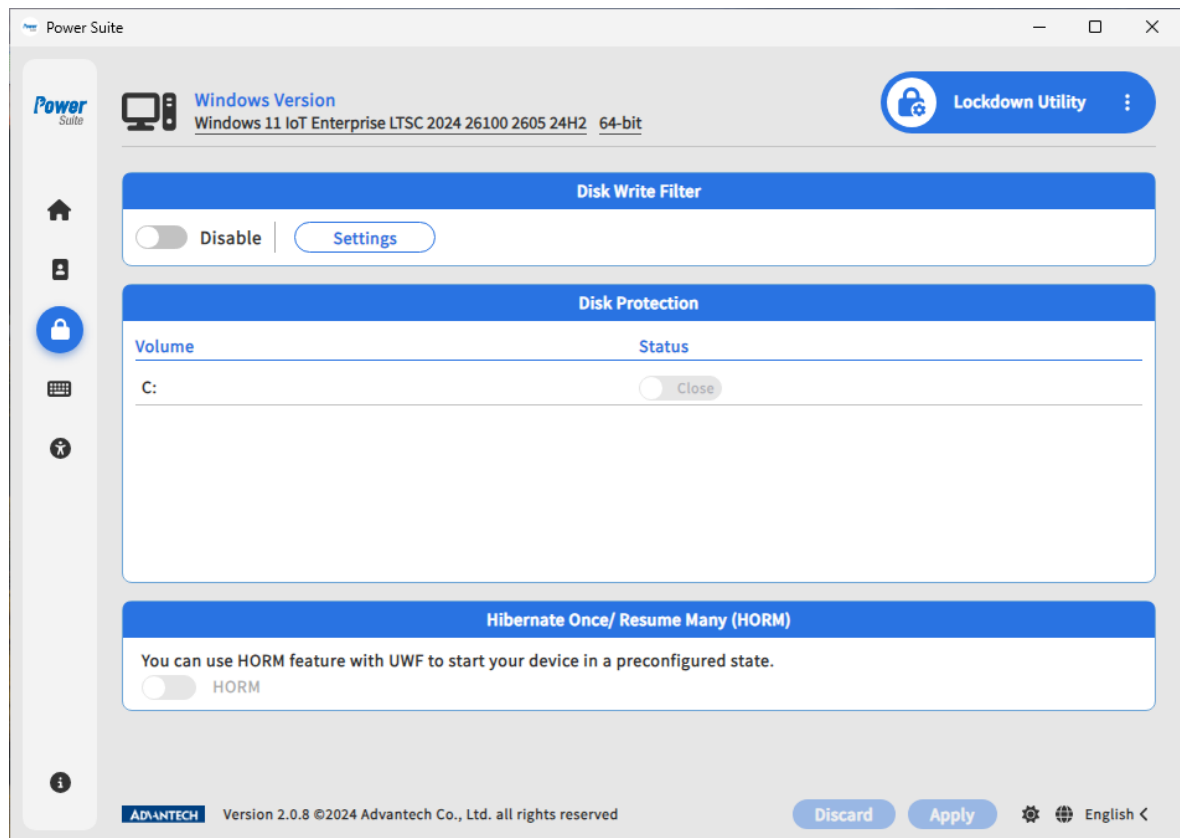 Power Suite
Power
Suite
Windows Version
Windows 11 IoT Enterprise LTSC 2024 26100 2605 24H2 64-bit
Lockdown Utility
Disk Write Filter
Disable
Settings
Disk Protection
Volume Status
C: Close
Hibernate Once/ Resume Many (HORM)
You can use HORM feature with UWF to start your device in a preconfigured state.
HORM
ADVANTECH Version 2.0.8 ©2024 Advantech Co., Ltd. all rights reserved Discard Apply English